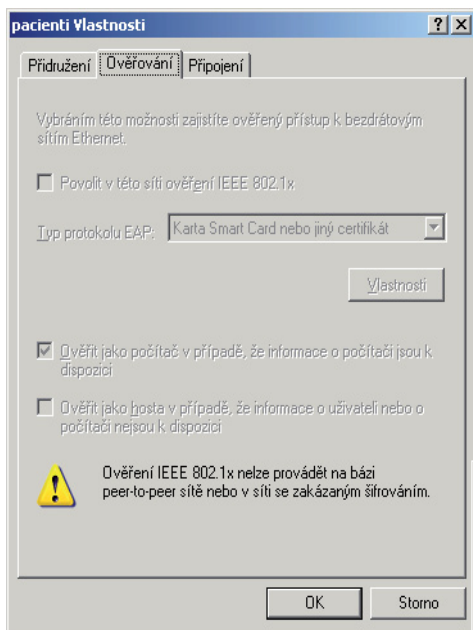 pacienti Vlastnosti
Přidružení Ověřování Připojení
Vybráním této možnosti zajistíte ověřený přístup k bezdrátovým
sítím Ethernet.
Povolit v této síti ověření IEEE 802.1x
Typ protokolu EAP: Karta Smart Card nebo jiný certifikát
Vlastnosti
Ověřit jako počítač v případě, že informace o počítači jsou k
dispozici
Ověřit jako hosta v případě, že informace o uživateli nebo o
počítači nejsou k dispozici
Ověření IEEE 802.1x nelze provádět na bázi
peer-to-peer sítě nebo v síti se zakázaným šifrováním.
OK Storno